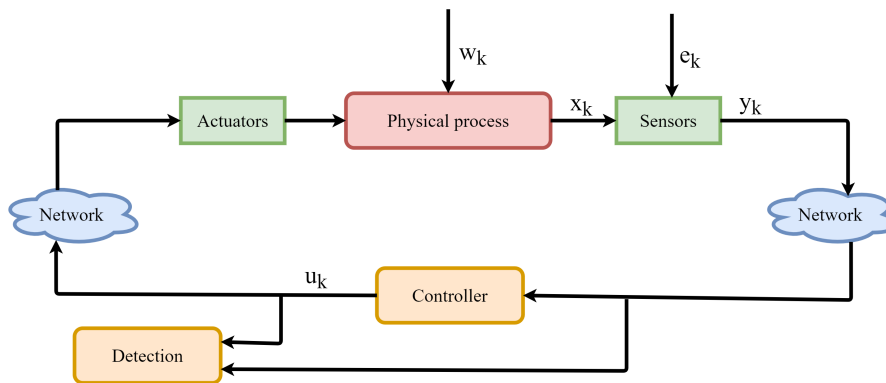 w_k
e_k
Actuators
Physical process
x_k
Sensors
y_k
Network
Network
u_k
Controller
Detection